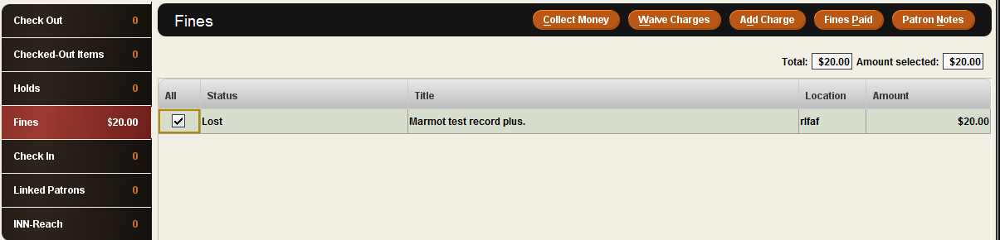 Check Out 0
Checked-Out Items 0
Holds 0
Fines $20.00
Check In 0
Linked Patrons 0
INN-Reach 0
Fines
Collect Money Waive Charges Add Charge Fines Paid Patron Notes
Total: $20.00 Amount selected: $20.00
All Status Title Location Amount
Lost Marmot test record plus. rlfaf $20.00